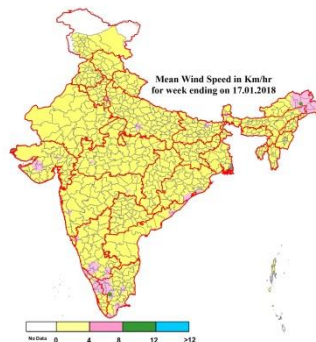 Mean Wind Speed in Km/hr
for week ending on 17.01.2018
No Data 0 4 8 12 >12